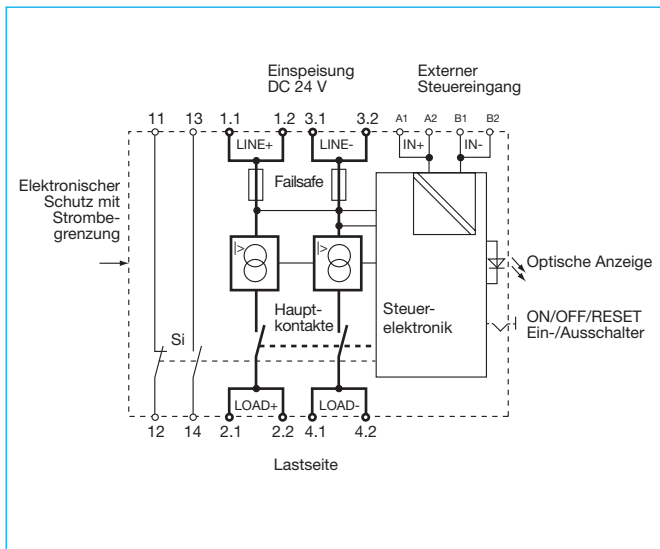 Einspeisung
DC 24 V
Externer
Steuereingang
11 13 1.1 1.2 3.1 3.2 A1 A2 B1 B2
LINE+ LINE- IN+ IN-
Elektronischer
Schutz mit
Strombe-
grenzung
Failsafe
I> I>
Optische Anzeige
Haupt-
kontakte
Steuer-
elektronik
ON/OFF/RESET
Ein-/Ausschalter
Si
LOAD+ LOAD-
12 14 2.1 2.2 4.1 4.2
Lastseite